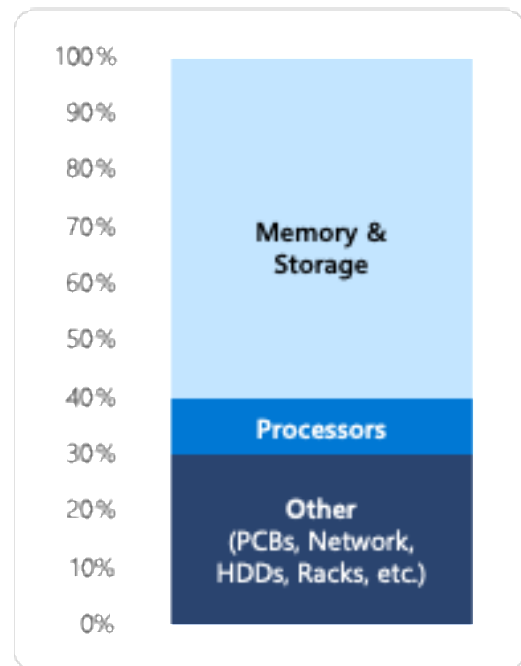 100%
90%
80%
70%
60%
50%
40%
30%
20%
10%
0%
Memory &
Storage
Processors
Other
(PCBs, Network,
HDDs, Racks, etc.)